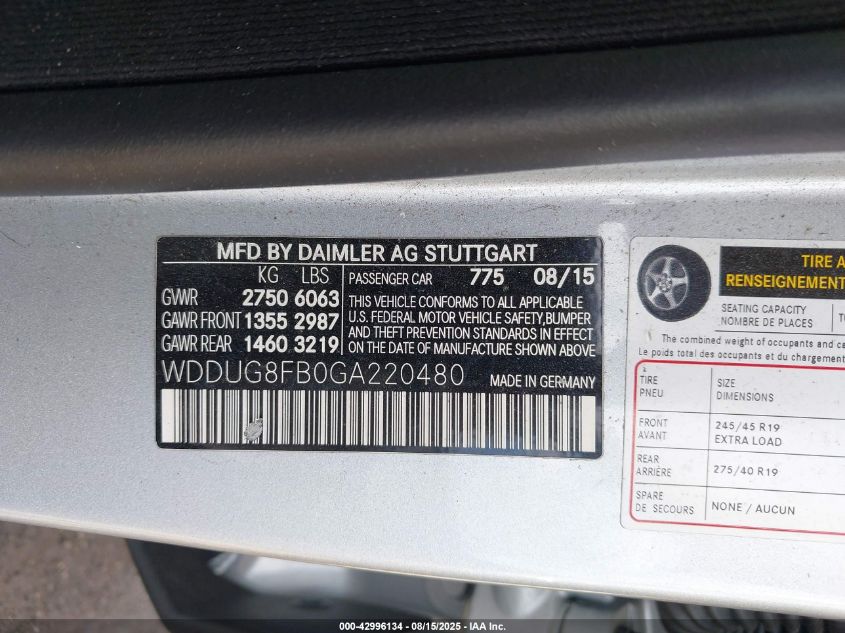 MFD BY DAIMLER AG STUTTGART
KG LBS
GVWR 2750 6063
GAWR FRONT 1355 2987
GAWR REAR 1460 3219
PASSENGER CAR 775 08/15
THIS VEHICLE CONFORMS TO ALL APPLICABLE
U.S. FEDERAL MOTOR VEHICLE SAFETY, BUMPER
AND THEFT PREVENTION STANDARDS IN EFFECT
ON THE DATE OF MANUFACTURE SHOWN ABOVE.
WDDUG8FB0GA220480 MADE IN GERMANY
TIRE A
RENSEIGNEMENT
SEATING CAPACITY
NOMBRE DE PLACES
The combined weight of occupants and ca
Le poids total des occupants et du
TIRE SIZE
PNEU DIMENSIONS
FRONT 245/45 R19
AVANT EXTRA LOAD
REAR
ARRIÈRE 275/40 R19
SPARE
DE SECOURS NONE / AUCUN
000-42996134 - 08/15/2025 - IAA Inc.